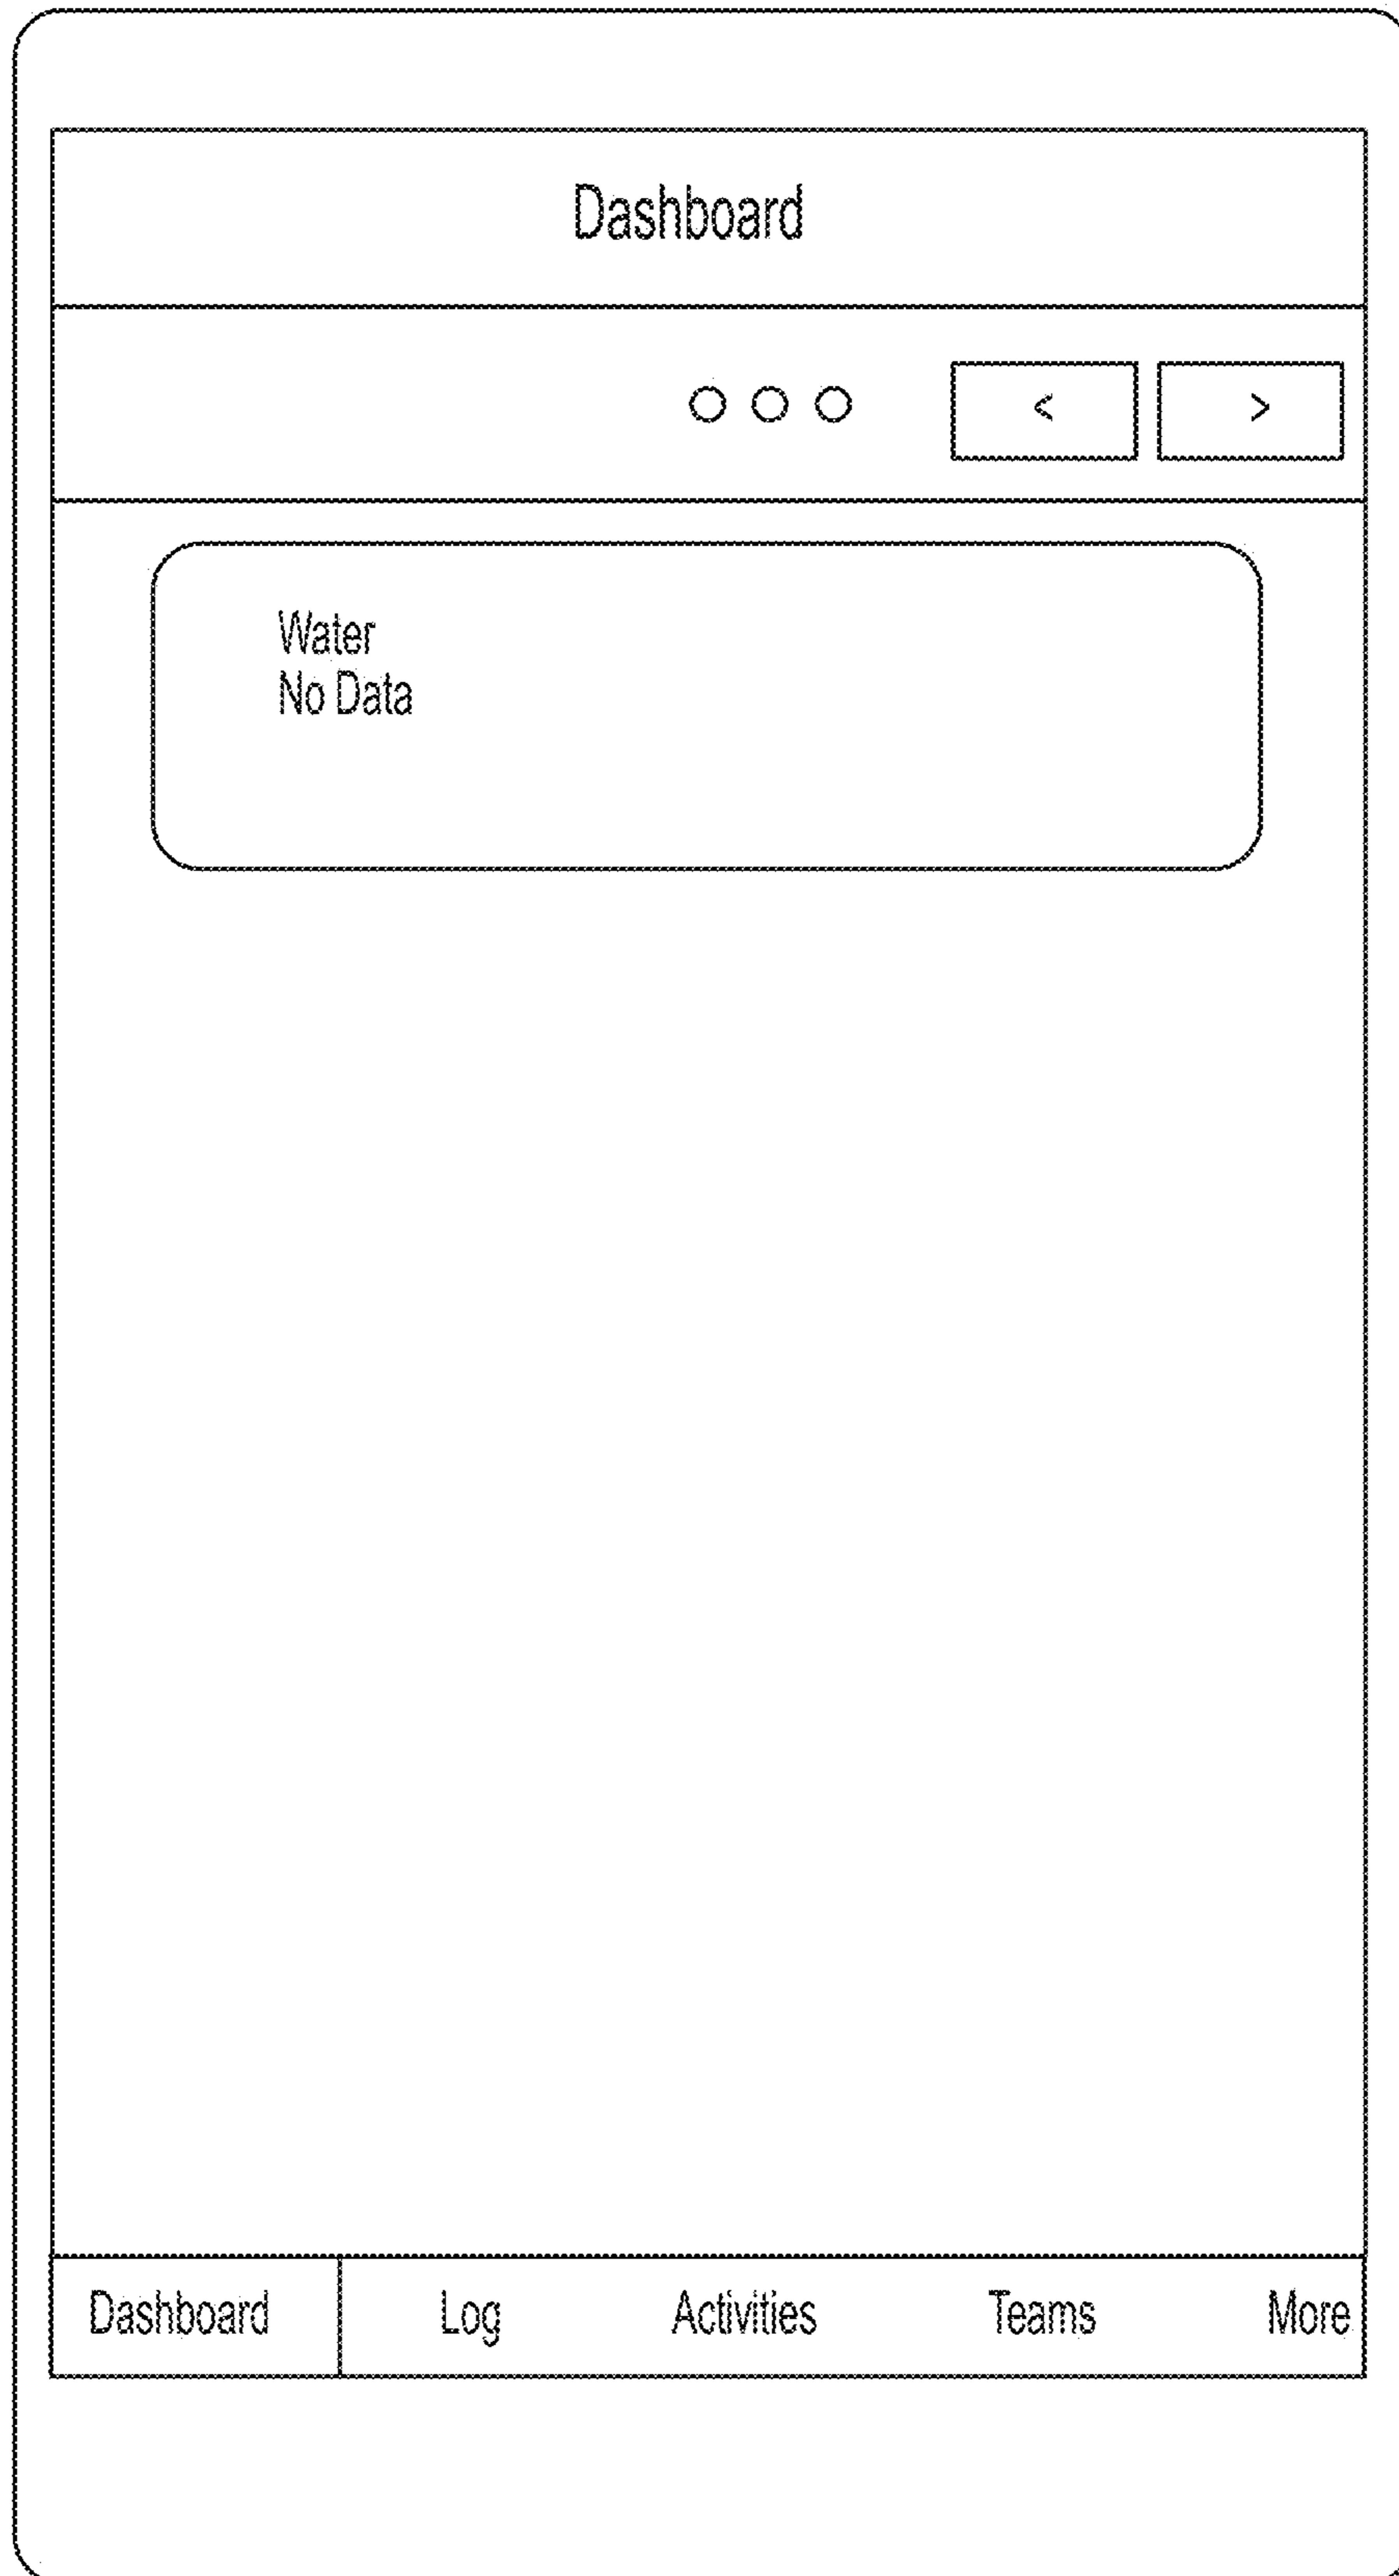 Dashboard
< >
Water
No Data
Dashboard Log Activities Teams More